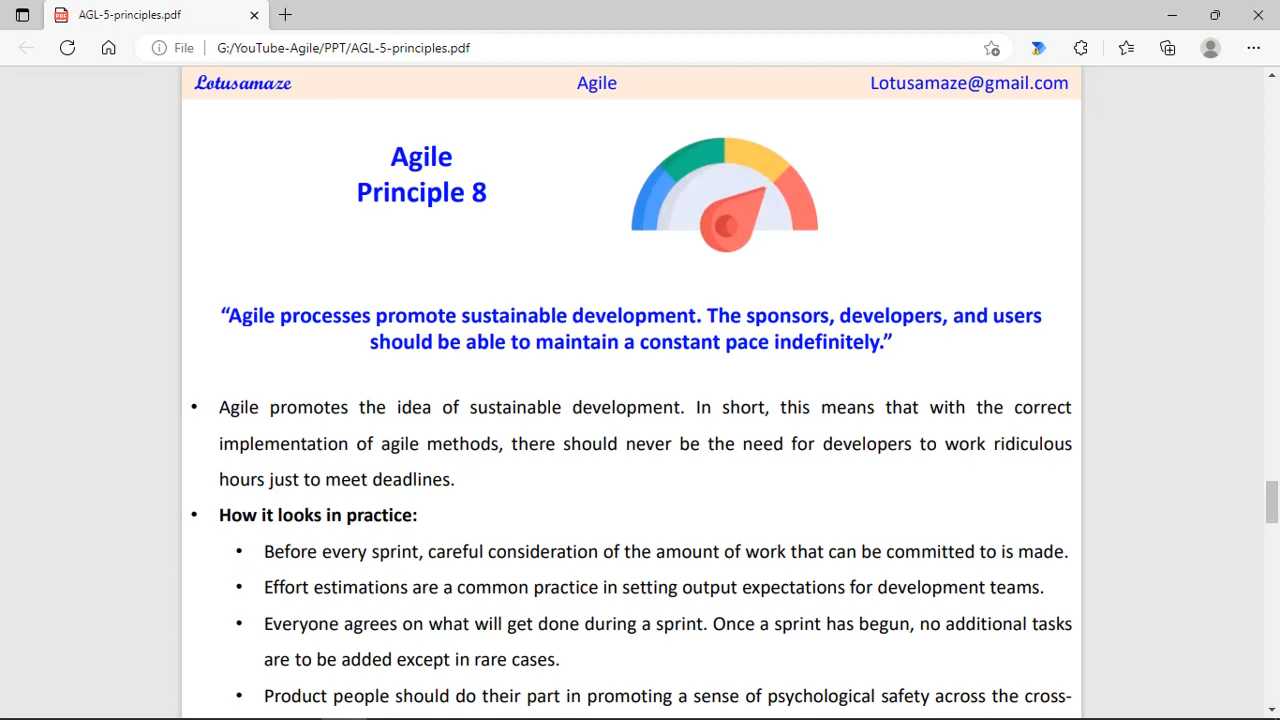 AGL-5-principles.pdf
File
G:/YouTube-Agile/PPT/AGL-5-principles.pdf
Lotusamaze
Agile
Lotusamaze@gmail.com
Agile
Principle 8
“Agile processes promote sustainable development. The sponsors, developers, and users
should be able to maintain a constant pace indefinitely.”
• Agile promotes the idea of sustainable development. In short, this means that with the correct
implementation of agile methods, there should never be the need for developers to work ridiculous
hours just to meet deadlines.
• How it looks in practice:
• Before every sprint, careful consideration of the amount of work that can be committed to is made.
• Effort estimations are a common practice in setting output expectations for development teams.
• Everyone agrees on what will get done during a sprint. Once a sprint has begun, no additional tasks
are to be added except in rare cases.
• Product people should do their part in promoting a sense of psychological safety across the cross-